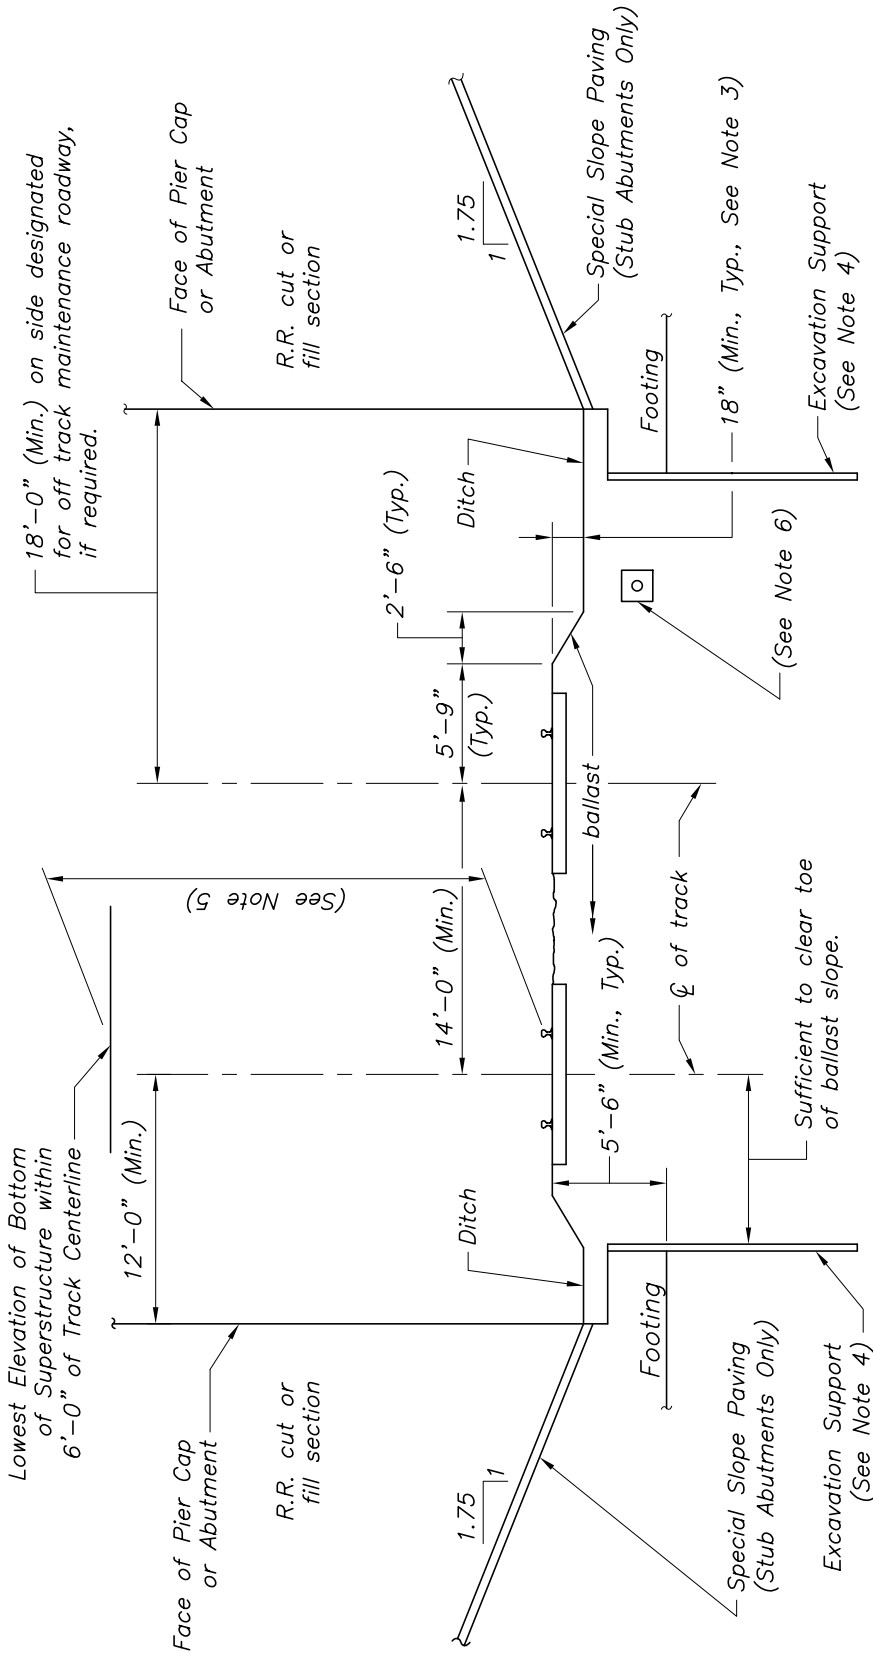 Lowest Elevation of Bottom
of Superstructure within
6'-0" of Track Centerline
18'-0" (Min.) on side designated
for off track maintenance roadway,
if required.
12'-0" (Min.)
Face of Pier Cap
or Abutment
Face of Pier Cap
or Abutment
R.R. cut or
fill section
R.R. cut or
fill section
(See Note 5)
14'-0" (Min.)
5'-9"
(Typ.)
2'-6" (Typ.)
Ditch
Ditch
1.75
1
1.75
1
Special Slope Paving
(Stub Abutments Only)
Special Slope Paving
(Stub Abutments Only)
ballast
5'-6" (Min., Typ.)
18" (Min., Typ., See Note 3)
Footing
Footing
℄ of track
(See Note 6)
Sufficient to clear toe
of ballast slope.
Excavation Support
(See Note 4)
Excavation Support
(See Note 4)